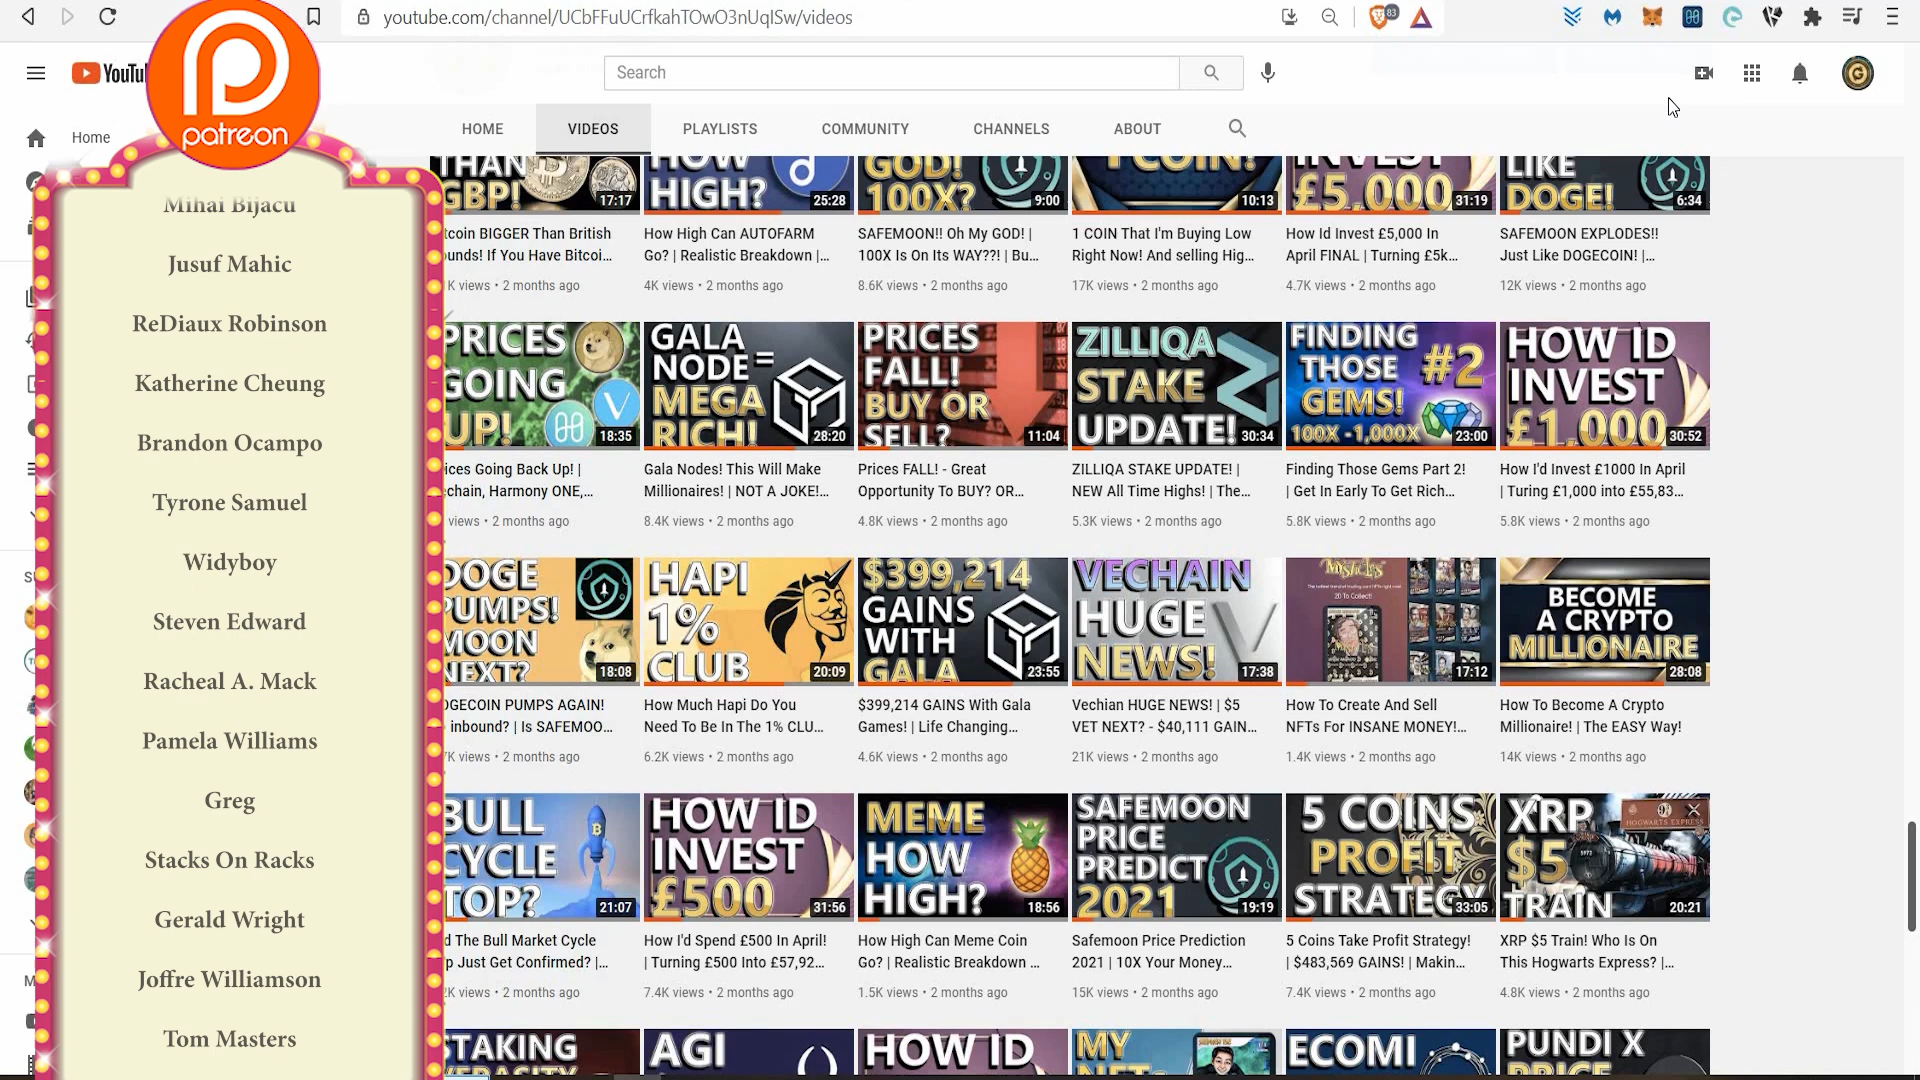 youtube.com/channel/UCbFFuUCrfkahTOwO3nUqISw/videos
83
YouTu
Search
patreon
Home
HOME
VIDEOS
PLAYLISTS
COMMUNITY
CHANNELS
ABOUT
Mihai Bijacu
Jusuf Mahic
ReDiaux Robinson
Katherine Cheung
Brandon Ocampo
Tyrone Samuel
Widyboy
Steven Edward
Racheal A. Mack
Pamela Williams
Greg
Stacks On Racks
Gerald Wright
Joffre Williamson
Tom Masters
THAN
GBP!
17:17
HOW
HIGH?
25:28
GOD!
100X?
9:00
1 COIN!
10:13
INVEST
£5,000
31:19
LIKE
DOGE!
6:34
tcoin BIGGER Than British
unds! If You Have Bitcoi...
K views • 2 months ago
How High Can AUTOFARM
Go? | Realistic Breakdown |...
4K views • 2 months ago
SAFEMOON!! Oh My GOD! |
100X Is On Its WAY??! | Bu...
8.6K views • 2 months ago
1 COIN That I'm Buying Low
Right Now! And selling Hig...
17K views • 2 months ago
How Id Invest £5,000 In
April FINAL | Turning £5k...
4.7K views • 2 months ago
SAFEMOON EXPLODES!!
Just Like DOGECOIN! |...
12K views • 2 months ago
PRICES
GOING
UP!
18:35
GALA
NODE =
MEGA
RICH!
28:20
PRICES
FALL!
BUY OR
SELL?
11:04
ZILLIQA
STAKE
UPDATE!
30:34
FINDING
THOSE #2
GEMS!
100X -1,000X
23:00
HOW ID
INVEST
£1,000
30:52
ices Going Back Up! |
chain, Harmony ONE,...
views • 2 months ago
Gala Nodes! This Will Make
Millionaires! | NOT A JOKE!...
8.4K views • 2 months ago
Prices FALL! - Great
Opportunity To BUY? OR...
4.8K views • 2 months ago
ZILLIQA STAKE UPDATE! |
NEW All Time Highs! | The...
5.3K views • 2 months ago
Finding Those Gems Part 2!
| Get In Early To Get Rich...
5.8K views • 2 months ago
How I'd Invest £1000 In April
| Turing £1,000 into £55,83...
5.8K views • 2 months ago
DOGE
PUMPS!
MOON
NEXT?
18:08
HAPI
1%
CLUB
20:09
$399,214
GAINS
WITH
GALA
23:55
VECHAIN
HUGE
NEWS!
17:38
MYSTICLES
20 To Collect!
17:12
BECOME
A CRYPTO
MILLIONAIRE
28:08
OGECOIN PUMPS AGAIN!
inbound? | Is SAFEMOO...
K views • 2 months ago
How Much Hapi Do You
Need To Be In The 1% CLU...
6.2K views • 2 months ago
$399,214 GAINS With Gala
Games! | Life Changing...
4.6K views • 2 months ago
Vechian HUGE NEWS! | $5
VET NEXT? - $40,111 GAIN...
21K views • 2 months ago
How To Create And Sell
NFTs For INSANE MONEY!...
1.4K views • 2 months ago
How To Become A Crypto
Millionaire! | The EASY Way!
14K views • 2 months ago
BULL
CYCLE
TOP?
21:07
HOW ID
INVEST
£500
31:56
MEME
HOW
HIGH?
18:56
SAFEMOON
PRICE
PREDICT
2021
19:19
5 COINS
PROFIT
STRATEGY
33:05
XRP
$5
TRAIN
HOGWARTS EXPRESS
5972
20:21
d The Bull Market Cycle
p Just Get Confirmed? |...
K views • 2 months ago
How I'd Spend £500 In April!
| Turning £500 Into £57,92...
7.4K views • 2 months ago
How High Can Meme Coin
Go? | Realistic Breakdown ...
1.5K views • 2 months ago
Safemoon Price Prediction
2021 | 10X Your Money...
15K views • 2 months ago
5 Coins Take Profit Strategy!
| $483,569 GAINS! | Makin...
7.4K views • 2 months ago
XRP $5 Train! Who Is On
This Hogwarts Express? |...
4.8K views • 2 months ago
STAKING
AGI
HOW ID
MY
ECOMI
PUNDI X